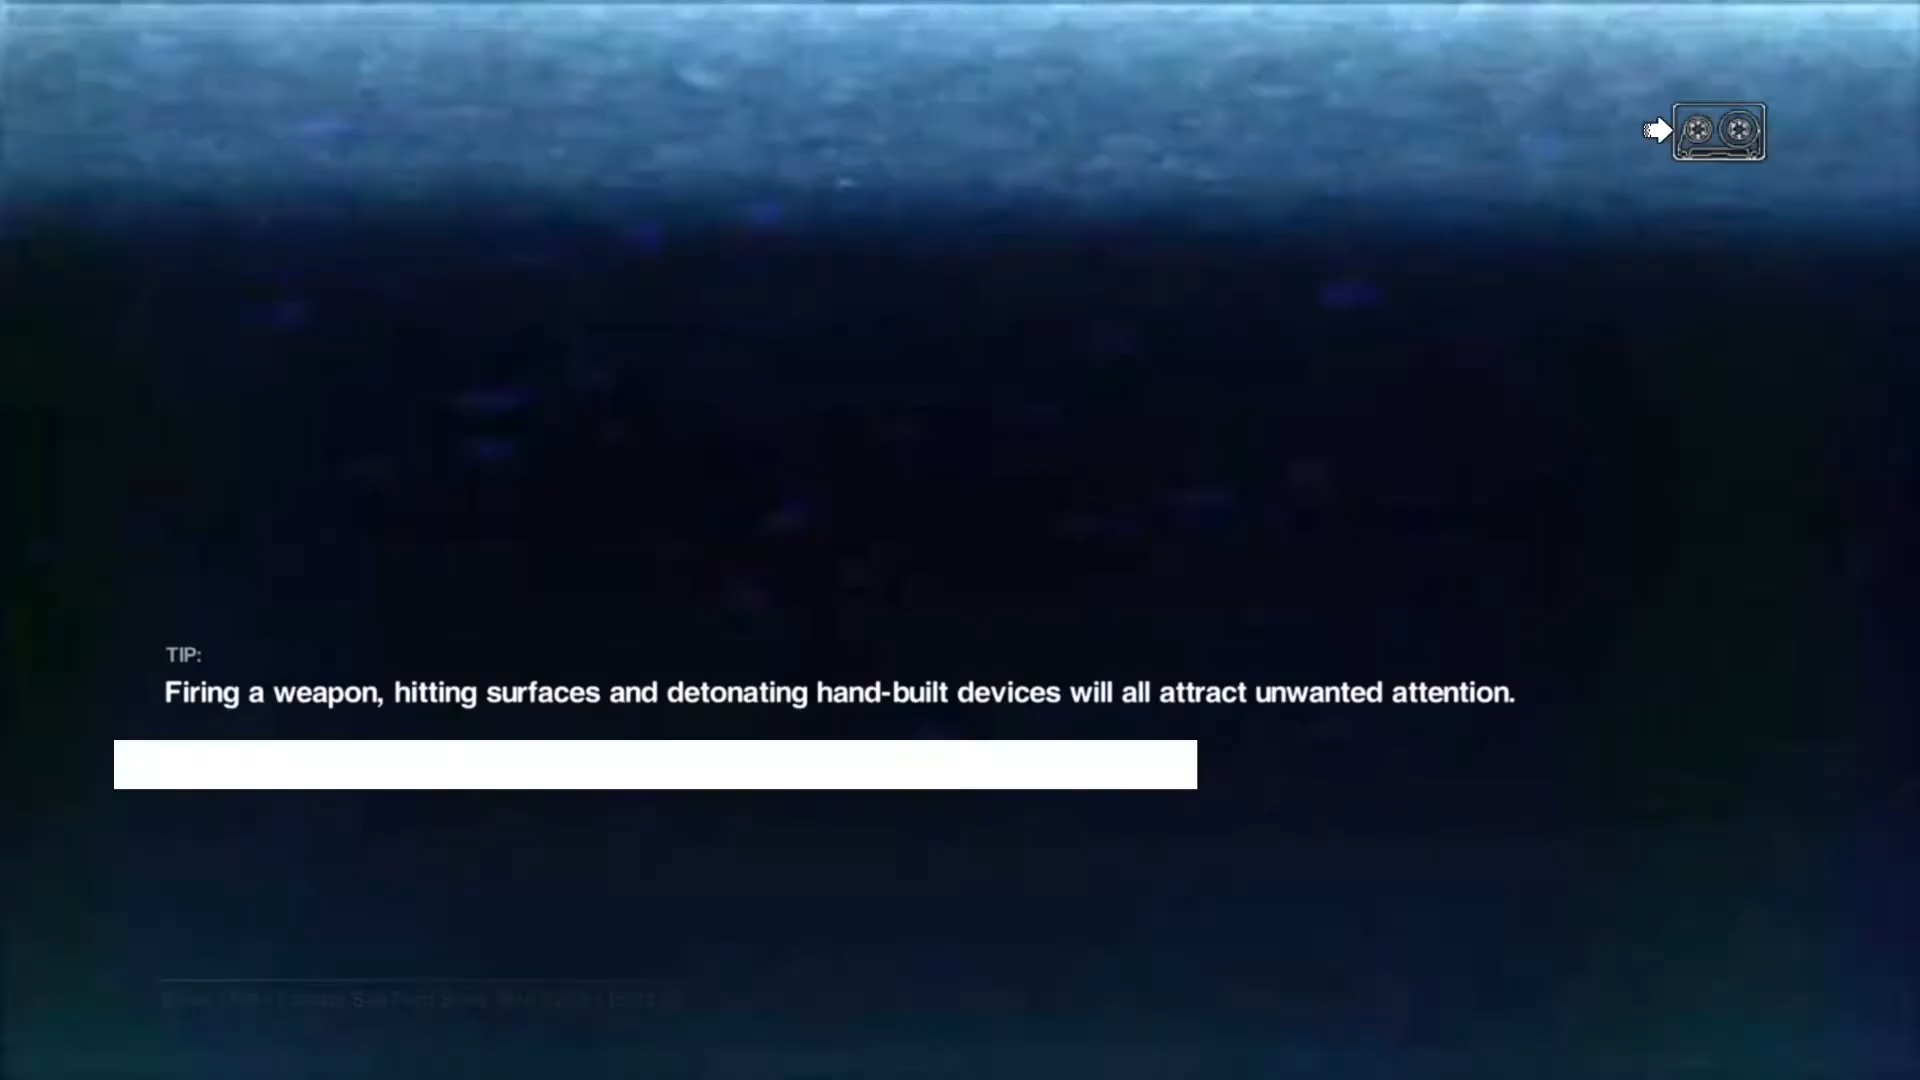 TIP:
Firing a weapon, hitting surfaces and detonating hand-built devices will all attract unwanted attention.